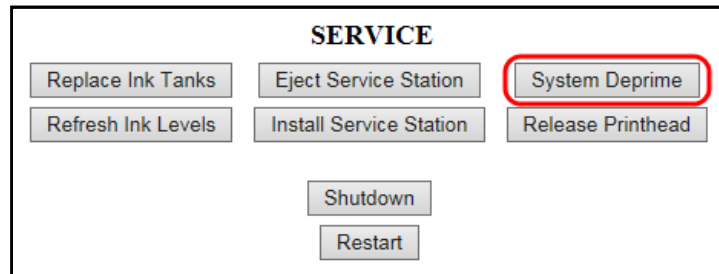 SERVICE
Replace Ink Tanks Eject Service Station System Deprime
Refresh Ink Levels Install Service Station Release Printhead
Shutdown
Restart